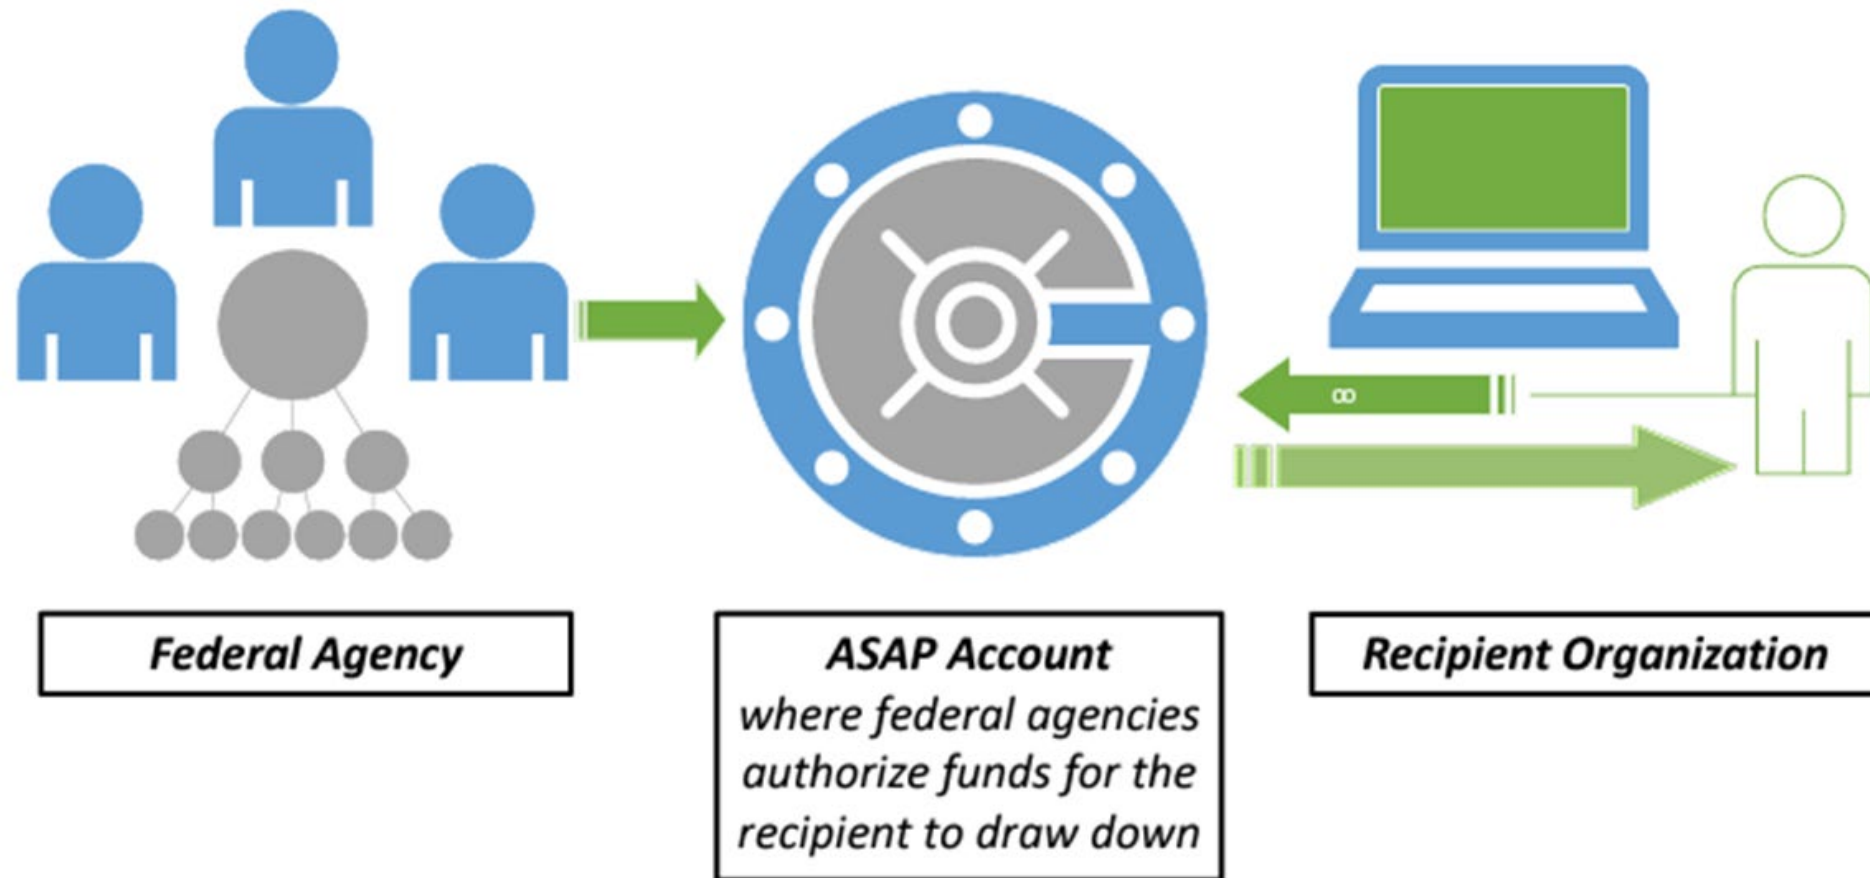 Federal Agency
ASAP Account
where federal agencies
authorize funds for the
recipient to draw down
Recipient Organization